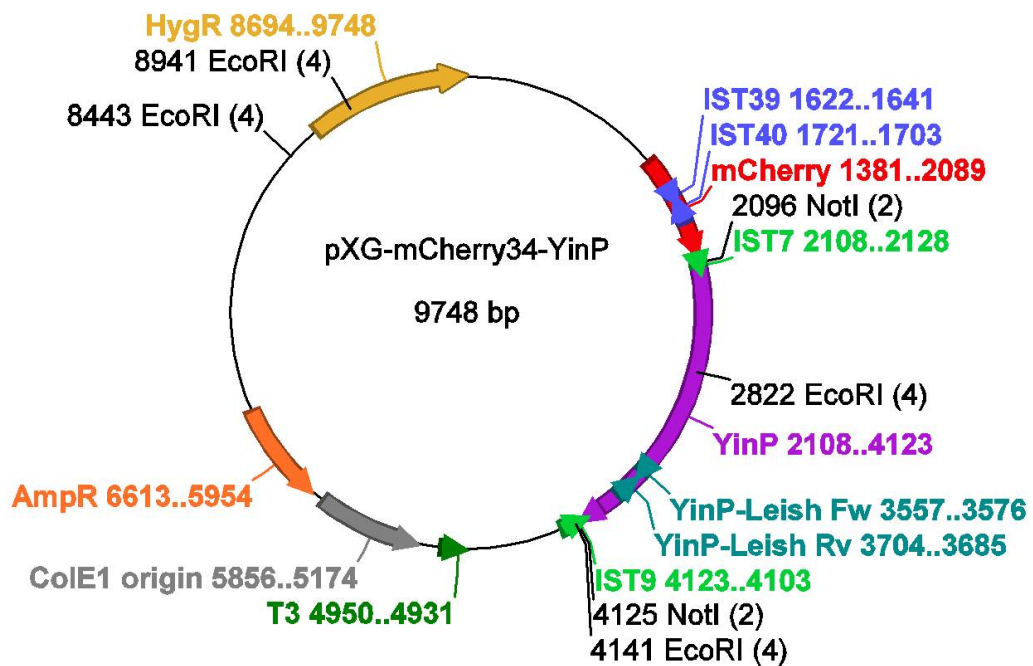 HygR 8694..9748
8941 EcoRI (4)
8443 EcoRI (4)
IST39 1622..1641
IST40 1721..1703
mCherry 1381..2089
2096 NotI (2)
IST7 2108..2128
pXG-mCherry34-YinP
9748 bp
2822 EcoRI (4)
YinP 2108..4123
YinP-Leish Fw 3557..3576
YinP-Leish Rv 3704..3685
IST9 4123..4103
4125 NotI (2)
4141 EcoRI (4)
AmpR 6613..5954
ColE1 origin 5856..5174
T3 4950..4931